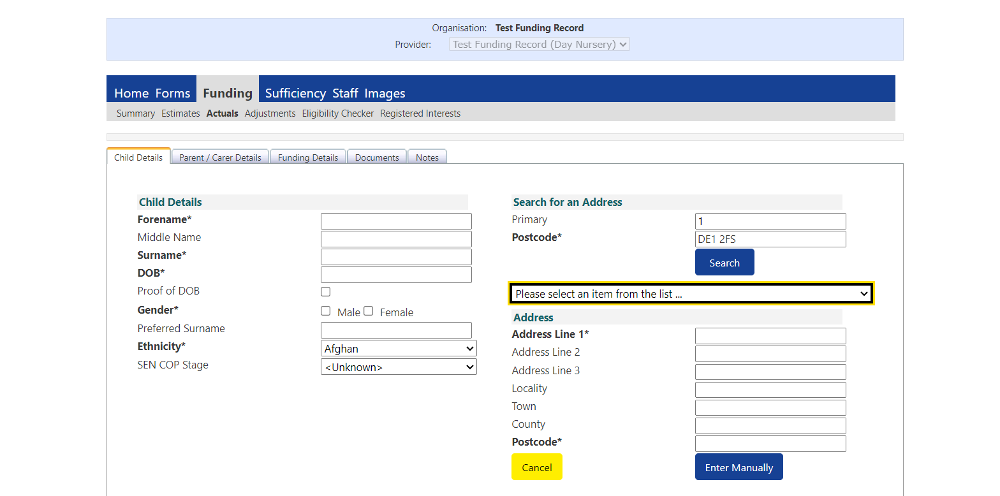 Organisation: Test Funding Record
Provider: Test Funding Record (Day Nursery)
Home Forms Funding Sufficiency Staff Images
Summary Estimates Actuals Adjustments Eligibility Checker Registered Interests
Child Details Parent / Carer Details Funding Details Documents Notes
Child Details
Forename*
Middle Name
Surname*
DOB*
Proof of DOB
Gender* Male Female
Preferred Surname
Ethnicity* Afghan
SEN COP Stage <Unknown>
Search for an Address
Primary 1
Postcode* DE1 2FS
Search
Please select an item from the list ...
Address
Address Line 1*
Address Line 2
Address Line 3
Locality
Town
County
Postcode*
Cancel Enter Manually